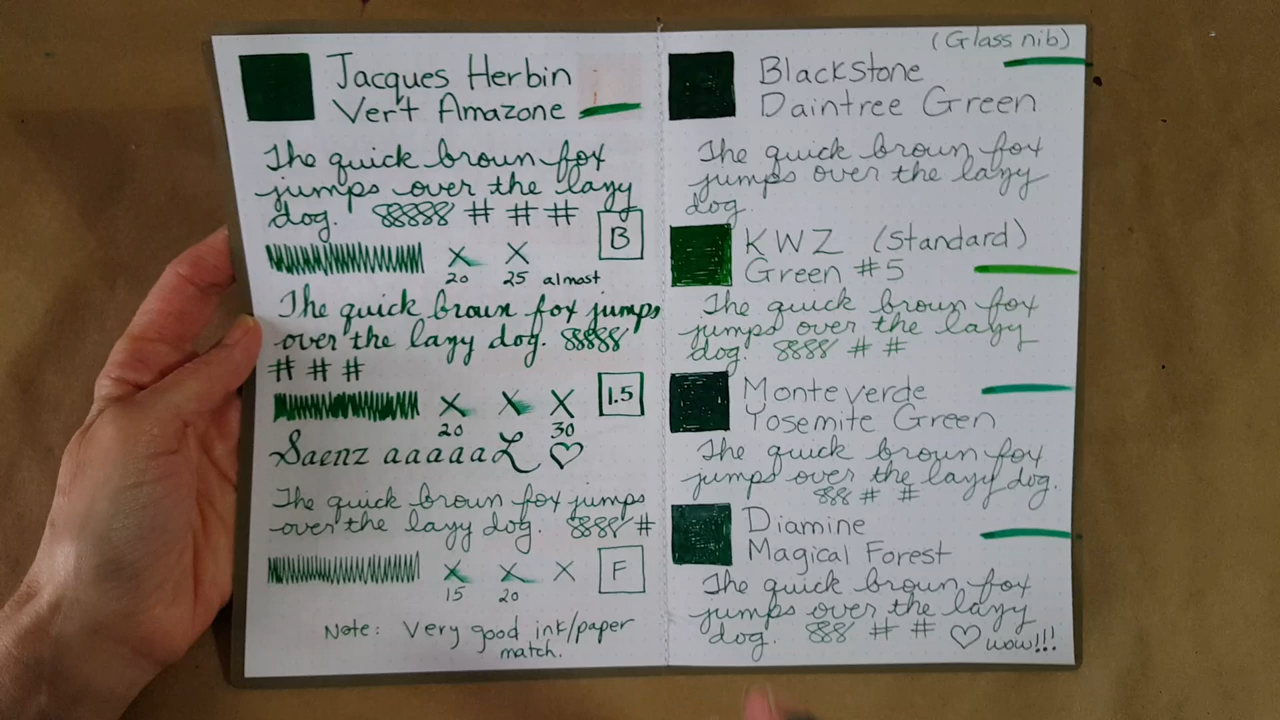 Jacques Herbin
Vert Amazone
The quick brown fox
jumps over the lazy
dog. 8888 # # #
B
X X
20 25 almost
The quick brown fox jumps
over the lazy dog. 88888
# # #
1.5
X X X
20 30
Saenz aaaaa L ♡
The quick brown fox jumps
over the lazy dog. 8888 #
X X X
F
15 20
Note: Very good ink/paper
match.
(Glass nib)
Blackstone
Daintree Green
The quick brown fox
jumps over the lazy
dog.
KWZ (Standard)
Green #5
The quick brown fox
jumps over the lazy
dog. 8888 # #
Monteverde
Yosemite Green
The quick brown fox
jumps over the lazy dog.
88 # #
Diamine
Magical Forest
The quick brown fox
jumps over the lazy
dog. 88 # # ♡ wow!!!